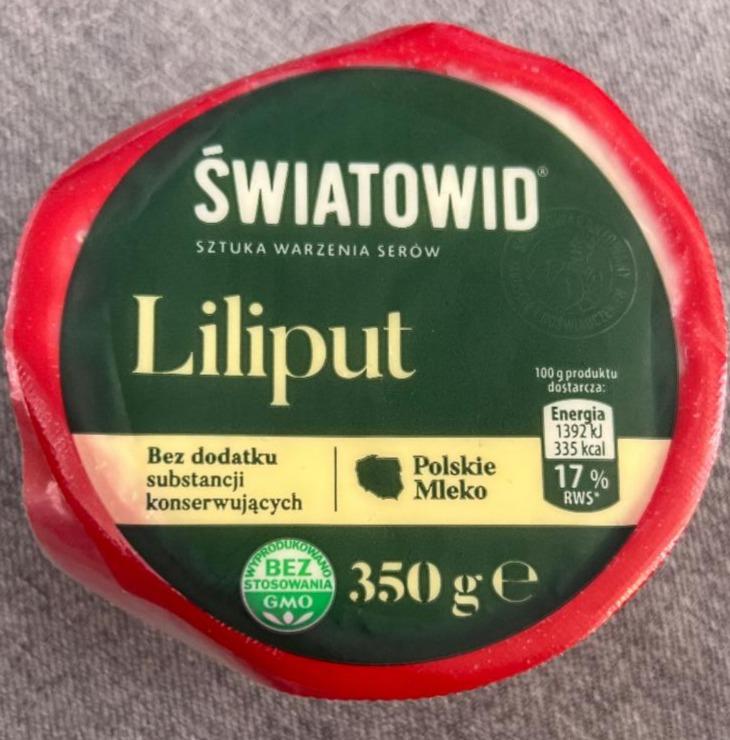 ŚWIATOWID®
SZTUKA WARZENIA SERÓW
Liliput
100 g produktu
dostarcza:
Energia
1392 kJ
335 kcal
17 %
RWS*
Bez dodatku
substancji
konserwujących
Polskie
Mleko
WYPRODUKOWANO
BEZ
STOSOWANIA
GMO
350 g e